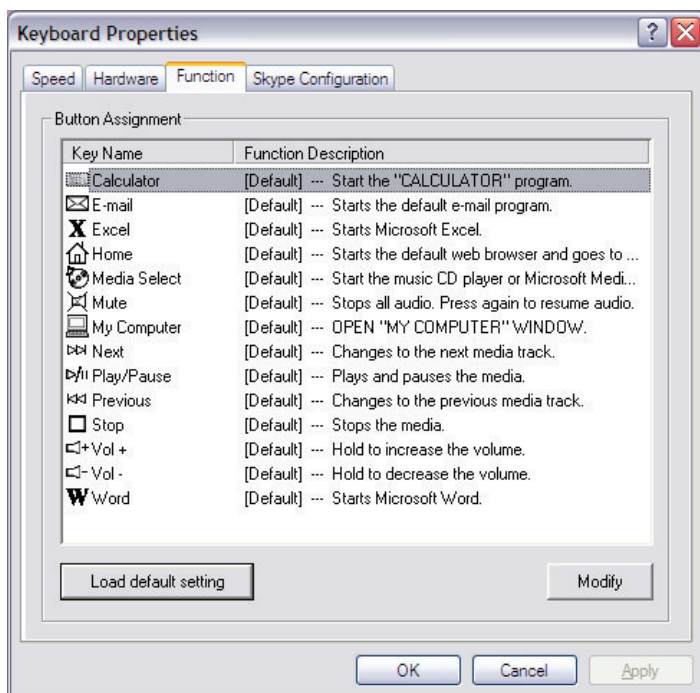 Keyboard Properties
Speed Hardware Function Skype Configuration
Button Assignment
Key Name Function Description
Calculator [Default] --- Start the "CALCULATOR" program.
E-mail [Default] --- Starts the default e-mail program.
X Excel [Default] --- Starts Microsoft Excel.
Home [Default] --- Starts the default web browser and goes to ...
Media Select [Default] --- Start the music CD player or Microsoft Medi...
Mute [Default] --- Stops all audio. Press again to resume audio.
My Computer [Default] --- OPEN "MY COMPUTER" WINDOW.
Next [Default] --- Changes to the next media track.
Play/Pause [Default] --- Plays and pauses the media.
Previous [Default] --- Changes to the previous media track.
Stop [Default] --- Stops the media.
Vol + [Default] --- Hold to increase the volume.
Vol - [Default] --- Hold to decrease the volume.
W Word [Default] --- Starts Microsoft Word.
Load default setting Modify
OK Cancel Apply